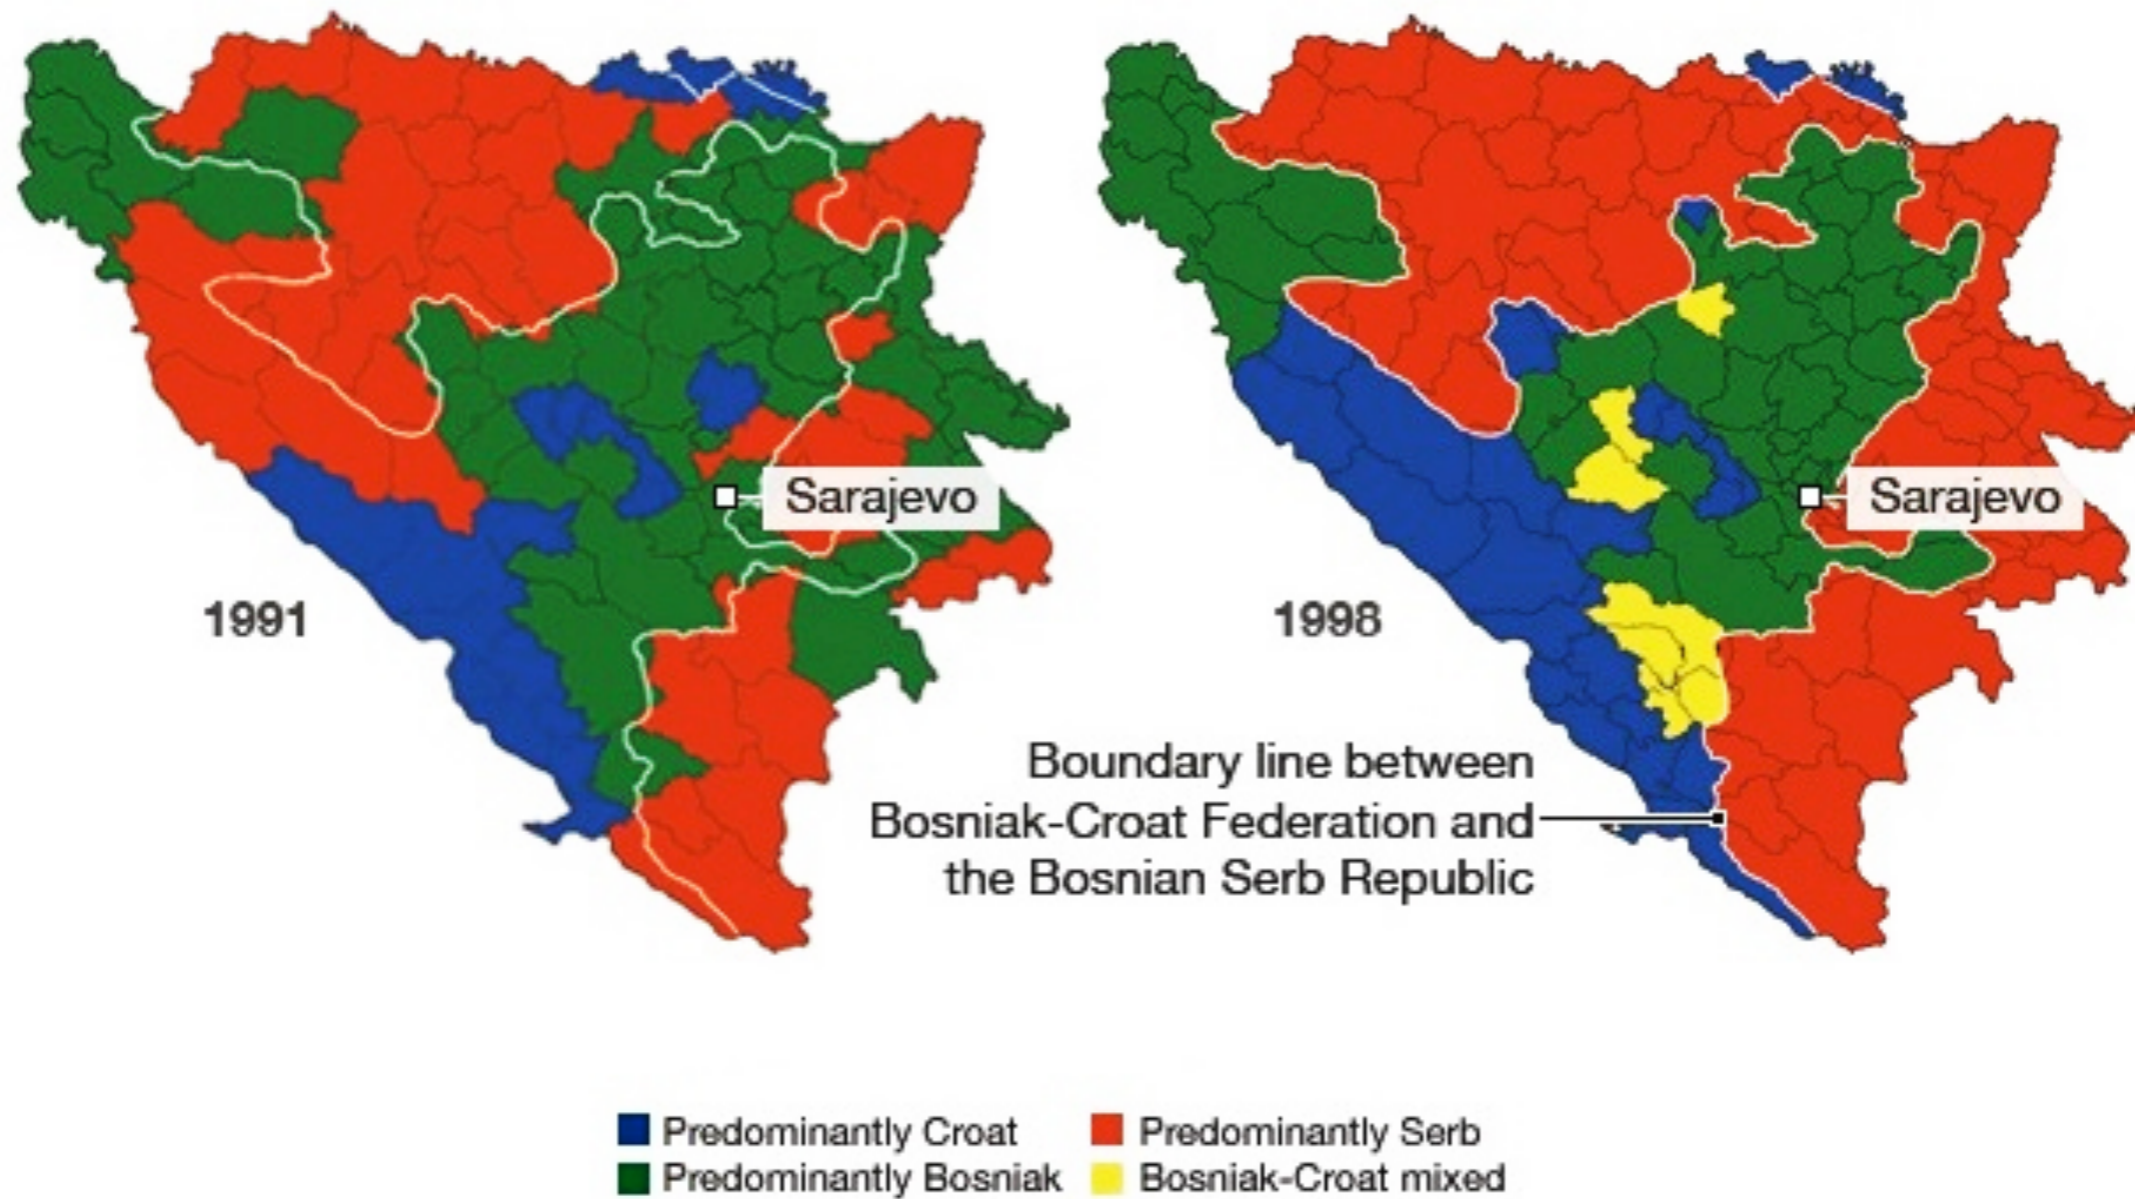 Sarajevo
1991
Sarajevo
1998
Boundary line between
Bosniak-Croat Federation and
the Bosnian Serb Republic
Predominantly Croat
Predominantly Serb
Predominantly Bosniak
Bosniak-Croat mixed